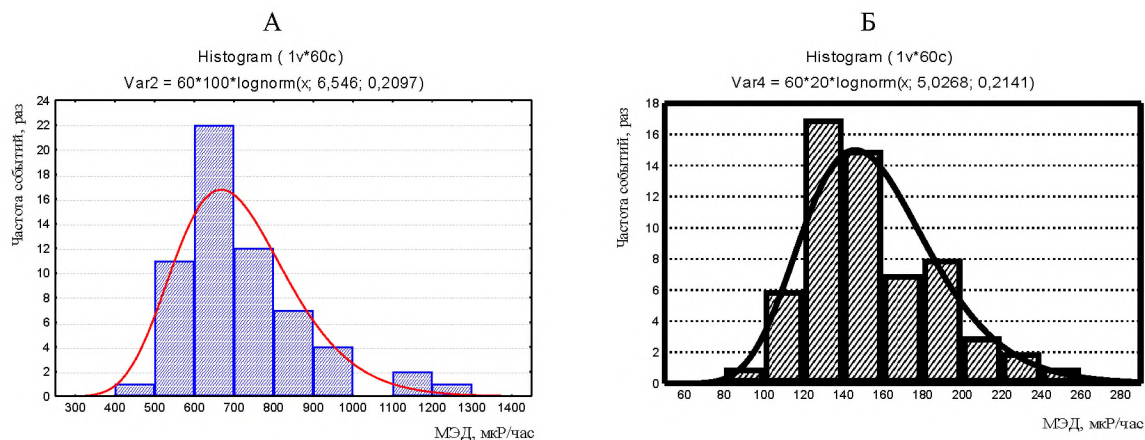 А
Histogram ( 1v*60c)
Var2 = 60*100*lognorm(x; 6,546; 0,2097)
Частота событий, раз
24
22
20
18
16
14
12
10
8
6
4
2
0
300 400 500 600 700 800 900 1000 1100 1200 1300 1400
МЭД, мкР/час
Б
Histogram ( 1v*60c)
Var4 = 60*20*lognorm(x; 5,0268; 0,2141)
Частота событий, раз
18
16
14
12
10
8
6
4
2
0
60 80 100 120 140 160 180 200 220 240 260 280
МЭД, мкР/час